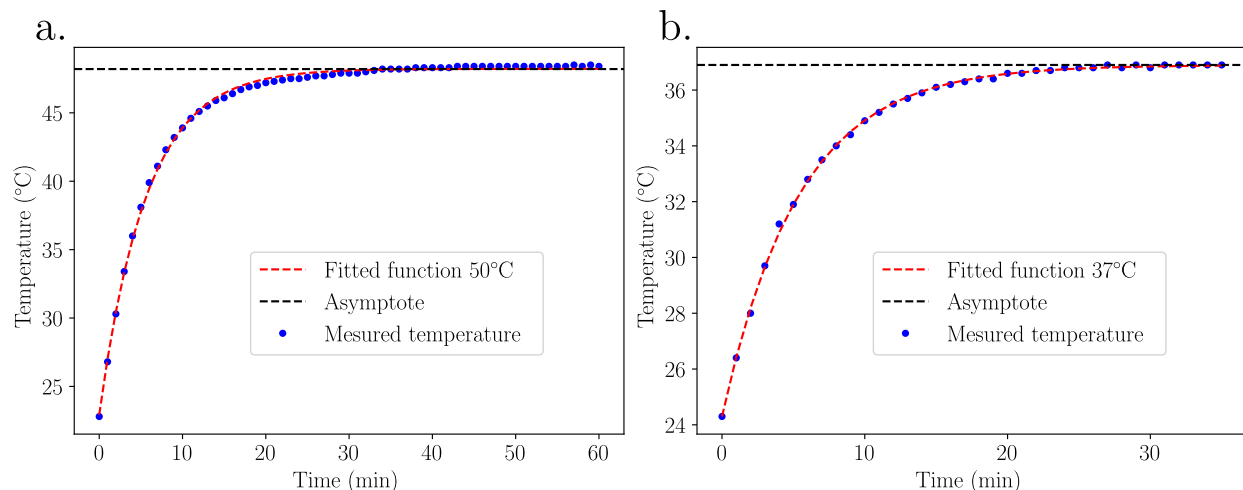 a.
Temperature (°C)
45
40
35
30
25
Fitted function 50°C
Asymptote
Mesured temperature
0
10
20
30
40
50
60
Time (min)
b.
Temperature (°C)
36
34
32
30
28
26
24
Fitted function 37°C
Asymptote
Mesured temperature
0
10
20
30
Time (min)